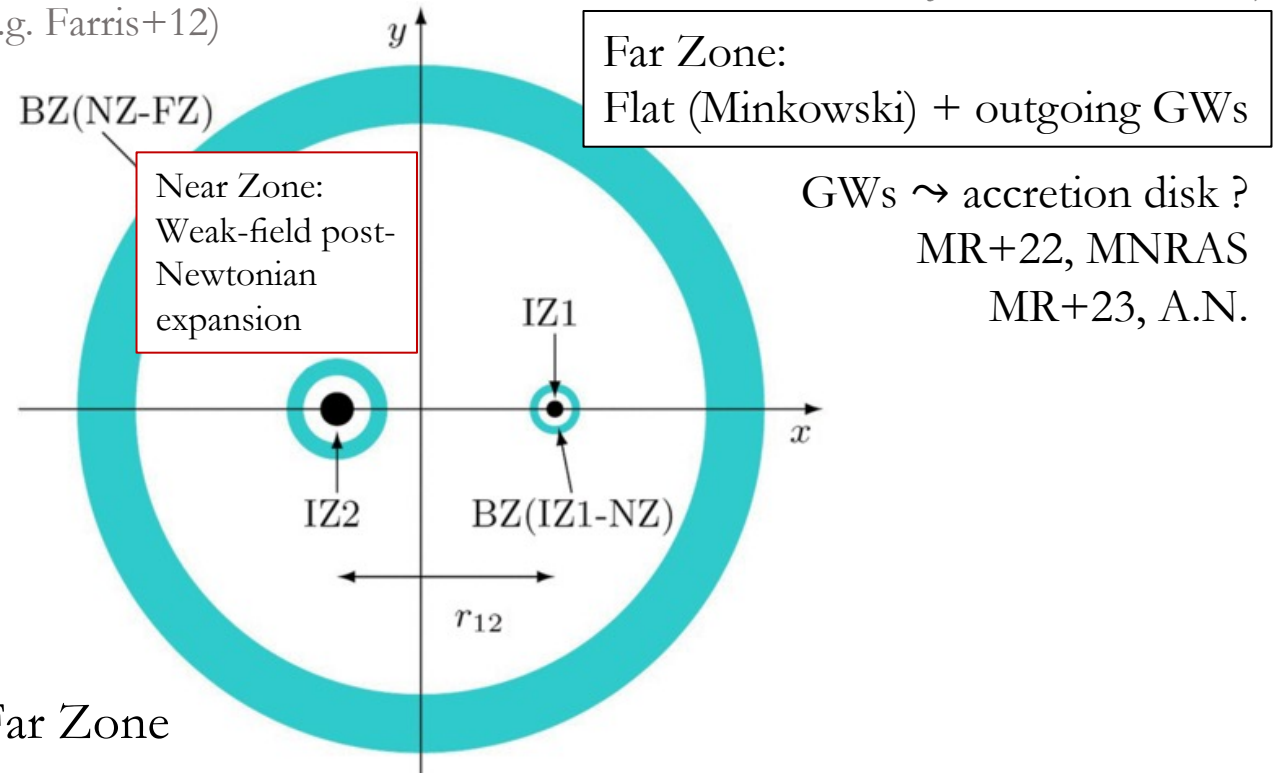 .g. Farris+12)
y
Far Zone:
Flat (Minkowski) + outgoing GWs
BZ(NZ-FZ)
Near Zone:
Weak-field post-
Newtonian
expansion
GWs ⤳ accretion disk ?
MR+22, MNRAS
MR+23, A.N.
IZ1
x
IZ2
BZ(IZ1-NZ)
r₁₂
Far Zone